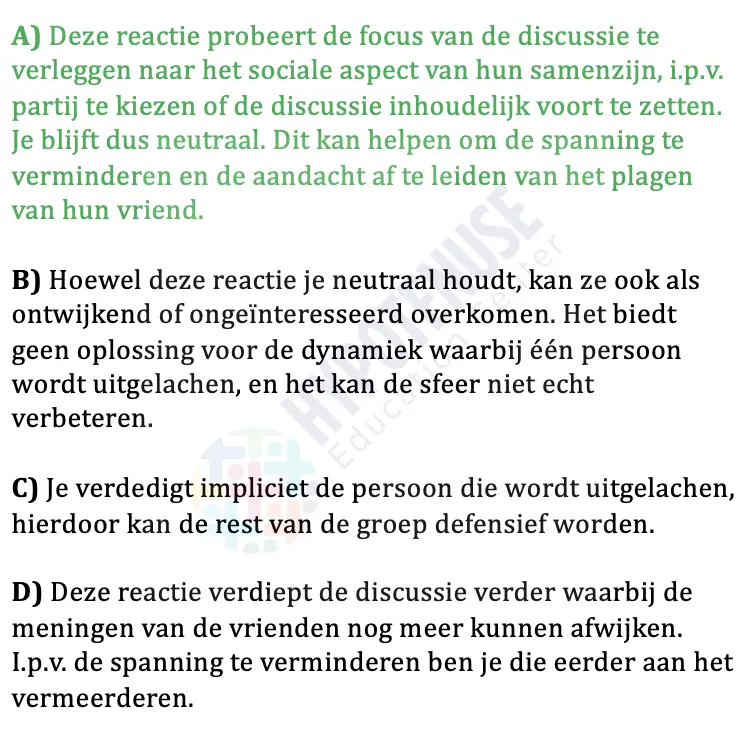 A) Deze reactie probeert de focus van de discussie te
verleggen naar het sociale aspect van hun samenzijn, i.p.v.
partij te kiezen of de discussie inhoudelijk voort te zetten.
Je blijft dus neutraal. Dit kan helpen om de spanning te
verminderen en de aandacht af te leiden van het plagen
van hun vriend.
B) Hoewel deze reactie je neutraal houdt, kan ze ook als
ontwijkend of ongeïnteresseerd overkomen. Het biedt
geen oplossing voor de dynamiek waarbij één persoon
wordt uitgelachen, en het kan de sfeer niet echt
verbeteren.
C) Je verdedigt impliciet de persoon die wordt uitgelachen,
hierdoor kan de rest van de groep defensief worden.
D) Deze reactie verdiept de discussie verder waarbij de
meningen van de vrienden nog meer kunnen afwijken.
I.p.v. de spanning te verminderen ben je die eerder aan het
vermeerderen.
HYPOTENUSE
Education Center